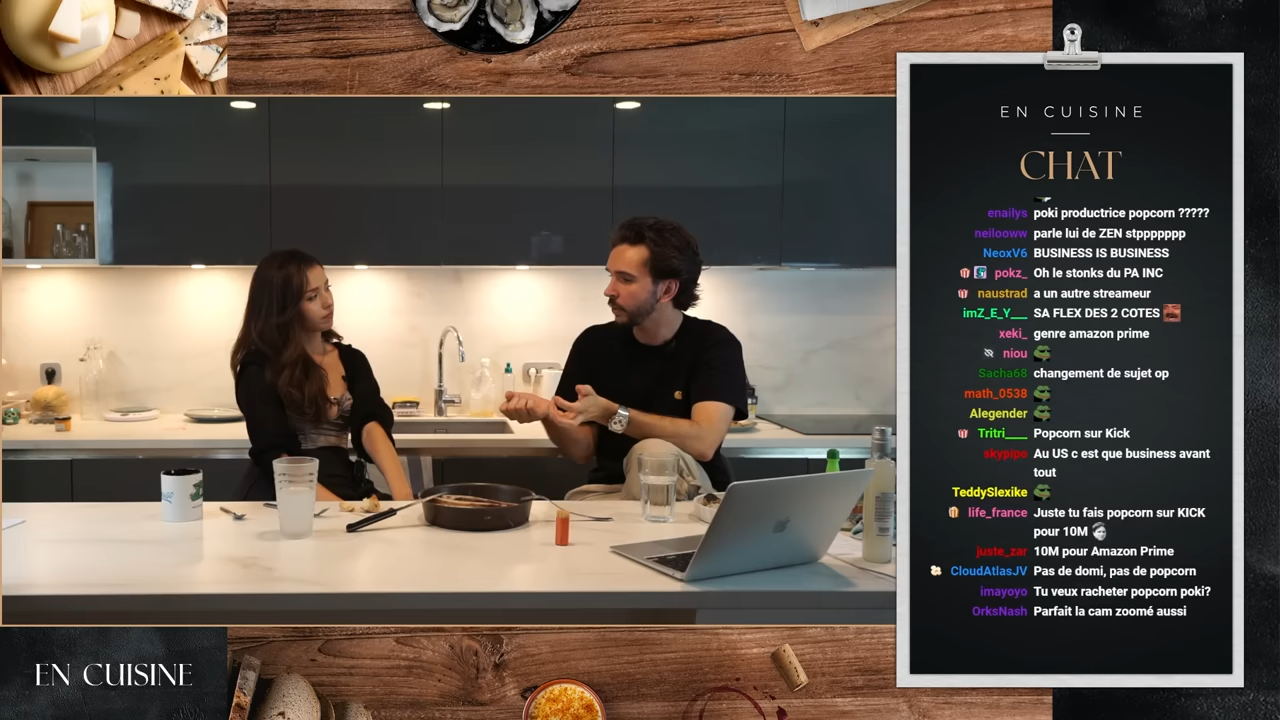 EN CUISINE
CHAT
enailys poki productrice popcorn ?????
neilooww parle lui de ZEN stppppppp
NeoxV6 BUSINESS IS BUSINESS
pokz_ Oh le stonks du PA INC
naustrad a un autre streameur
imZ_E_Y___ SA FLEX DES 2 COTES
xeki_ genre amazon prime
niou
Sacha68 changement de sujet op
math_0538
Alegender
Tritri____ Popcorn sur Kick
skypipo Au US c est que business avant
tout
TeddySlexike
life_france Juste tu fais popcorn sur KICK
pour 10M
juste_zar 10M pour Amazon Prime
CloudAtlasJV Pas de domi, pas de popcorn
imayoyo Tu veux racheter popcorn poki?
OrksNash Parfait la cam zoomé aussi
EN CUISINE